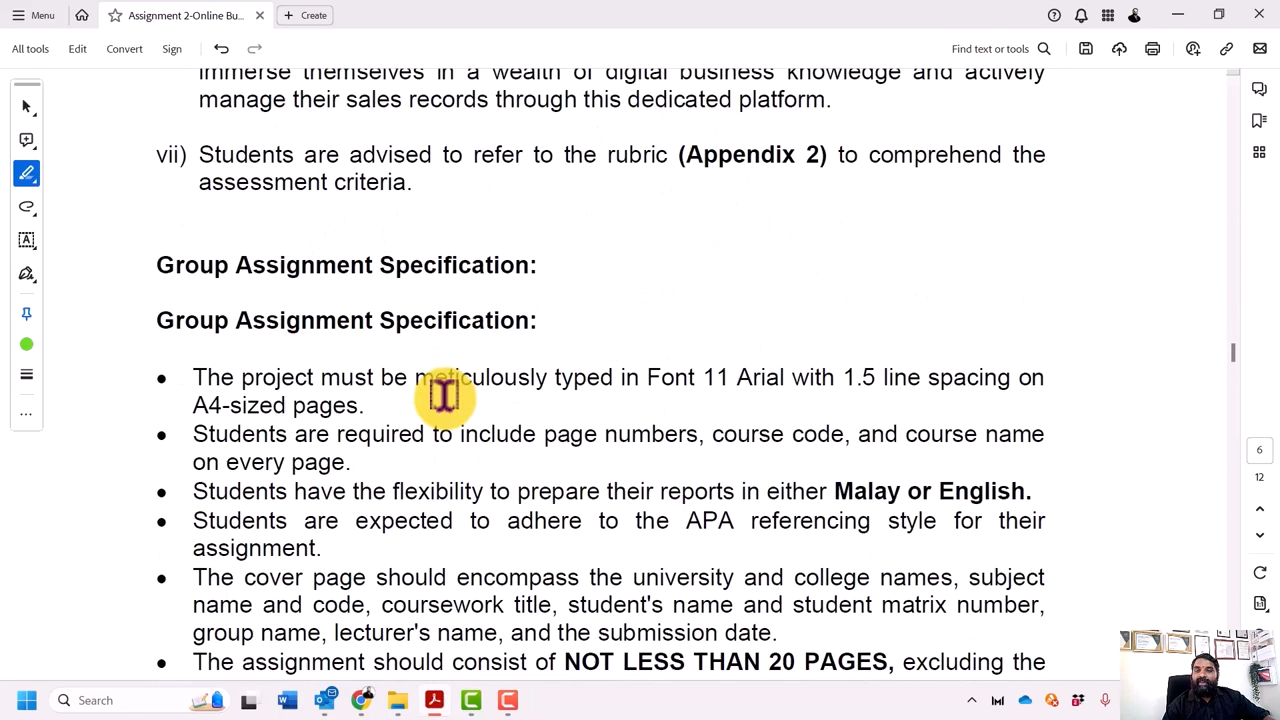 Menu
Assignment 2-Online Bu...
Create
All tools
Edit
Convert
Sign
Find text or tools
immerse themselves in a wealth of digital business knowledge and actively
manage their sales records through this dedicated platform.
vii) Students are advised to refer to the rubric (Appendix 2) to comprehend the
assessment criteria.
Group Assignment Specification:
Group Assignment Specification:
• The project must be meticulously typed in Font 11 Arial with 1.5 line spacing on
A4-sized pages.
• Students are required to include page numbers, course code, and course name
on every page.
• Students have the flexibility to prepare their reports in either Malay or English.
• Students are expected to adhere to the APA referencing style for their
assignment.
• The cover page should encompass the university and college names, subject
name and code, coursework title, student's name and student matrix number,
group name, lecturer's name, and the submission date.
• The assignment should consist of NOT LESS THAN 20 PAGES, excluding the
6
12
Search